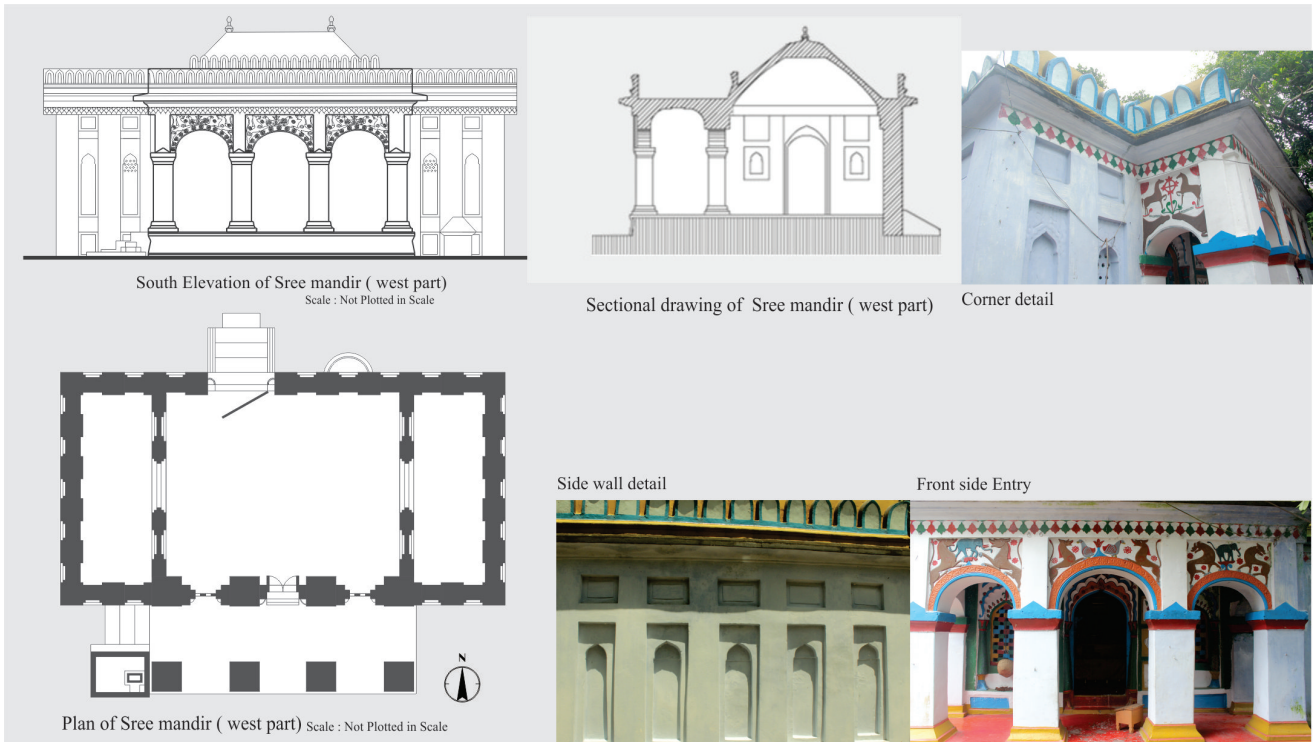 South Elevation of Sree mandir ( west part)
Scale : Not Plotted in Scale
Sectional drawing of  Sree mandir ( west part)
Corner detail
Side wall detail
Front side Entry
N
Plan of Sree mandir ( west part) Scale : Not Plotted in Scale